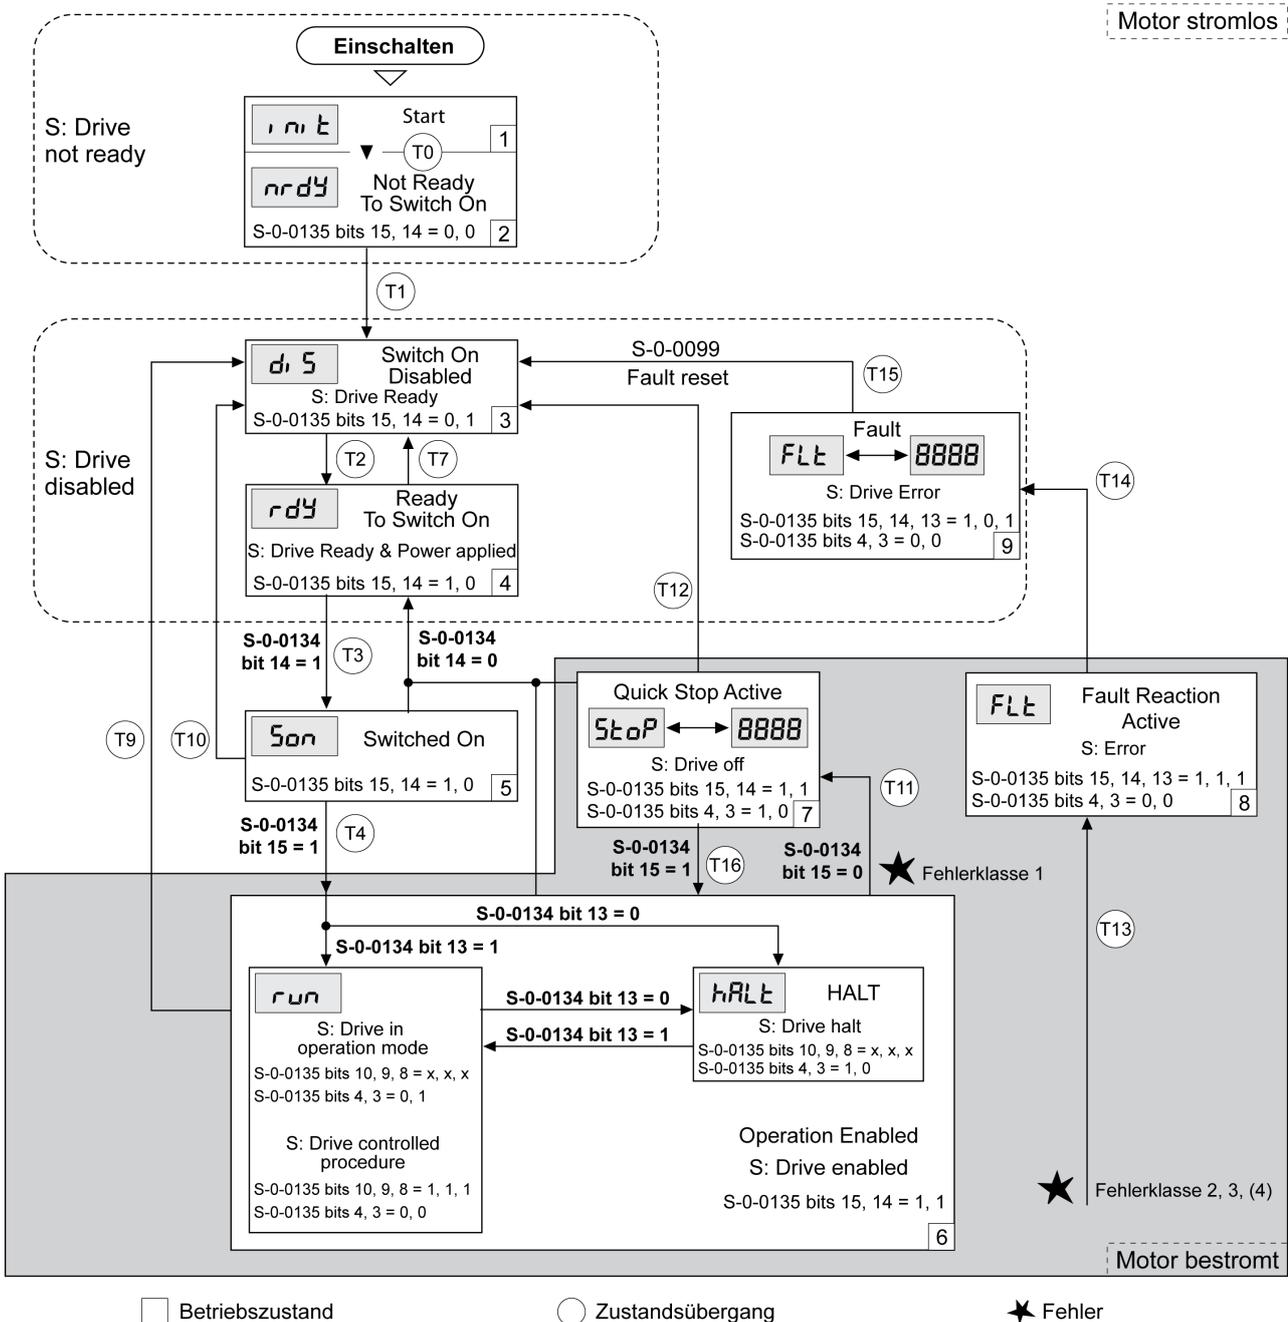 Motor stromlos
Einschalten
S: Drive
not ready
init
Start
1
T0
nrdy
Not Ready
To Switch On
S-0-0135 bits 15, 14 = 0, 0
2
T1
S: Drive
disabled
diS
Switch On
Disabled
S: Drive Ready
S-0-0135 bits 15, 14 = 0, 1
3
S-0-0099
Fault reset
T15
T2
T7
Fault
FLt
8888
S: Drive Error
S-0-0135 bits 15, 14, 13 = 1, 0, 1
S-0-0135 bits 4, 3 = 0, 0
9
T14
rdy
Ready
To Switch On
S: Drive Ready & Power applied
S-0-0135 bits 15, 14 = 1, 0
4
T12
S-0-0134
bit 14 = 1
T3
S-0-0134
bit 14 = 0
T9
T10
Son
Switched On
S-0-0135 bits 15, 14 = 1, 0
5
Quick Stop Active
StoP
8888
S: Drive off
S-0-0135 bits 15, 14 = 1, 1
S-0-0135 bits 4, 3 = 1, 0
7
T11
FLt
Fault Reaction
Active
S: Error
S-0-0135 bits 15, 14, 13 = 1, 1, 1
S-0-0135 bits 4, 3 = 0, 0
8
S-0-0134
bit 15 = 1
T4
S-0-0134
bit 15 = 1
T16
S-0-0134
bit 15 = 0
Fehlerklasse 1
T13
S-0-0134 bit 13 = 0
S-0-0134 bit 13 = 1
run
S: Drive in
operation mode
S-0-0135 bits 10, 9, 8 = x, x, x
S-0-0135 bits 4, 3 = 0, 1
S: Drive controlled
procedure
S-0-0135 bits 10, 9, 8 = 1, 1, 1
S-0-0135 bits 4, 3 = 0, 0
S-0-0134 bit 13 = 0
S-0-0134 bit 13 = 1
hALt
HALT
S: Drive halt
S-0-0135 bits 10, 9, 8 = x, x, x
S-0-0135 bits 4, 3 = 1, 0
Operation Enabled
S: Drive enabled
S-0-0135 bits 15, 14 = 1, 1
6
Fehlerklasse 2, 3, (4)
Motor bestromt
Betriebszustand
Zustandsübergang
Fehler